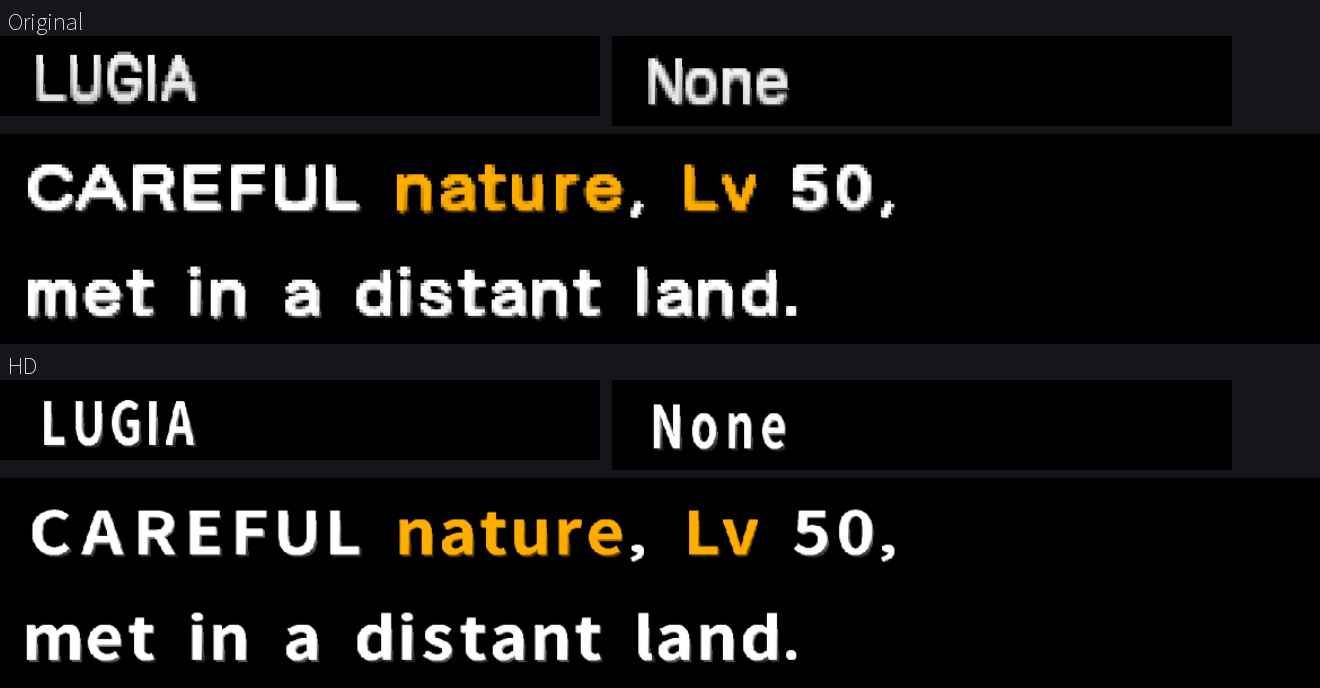 Original
LUGIA
None
CAREFUL nature, Lv 50,
met in a distant land.
HD
LUGIA
None
CAREFUL nature, Lv 50,
met in a distant land.